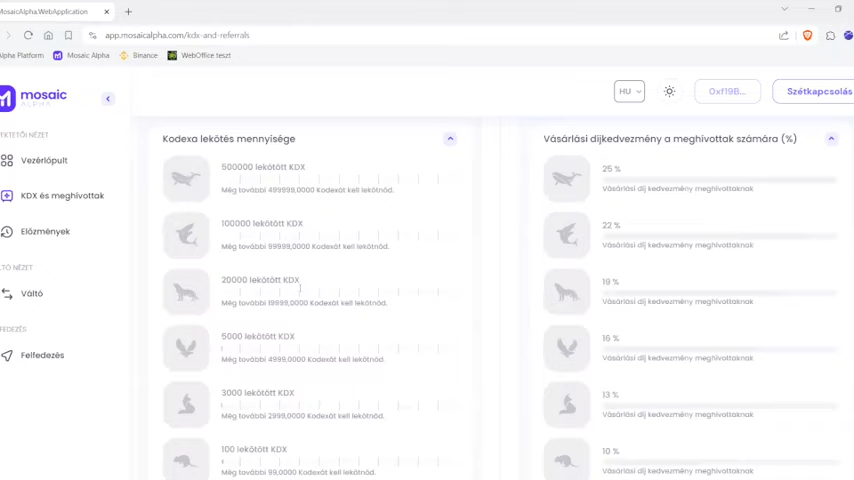 MosaicAlpha.WebApplication
app.mosaicalpha.com/kdx-and-referrals
Alpha Platform
Mosaic Alpha
Binance
WebOffice teszt
mosaic
ALPHA
HU
0xf19B...
Szétkapcsolás
Vezérlőpult
KDX és meghívottak
Előzmények
Váltó
Felfedezés
Kodexa lekötés mennyisége
500000 lekötött KDX
Még további 499999,0000 Kodexát kell lekötnöd.
100000 lekötött KDX
Még további 99999,0000 Kodexát kell lekötnöd.
20000 lekötött KDX
Még további 19999,0000 Kodexát kell lekötnöd.
5000 lekötött KDX
Még további 4999,0000 Kodexát kell lekötnöd.
3000 lekötött KDX
Még további 2999,0000 Kodexát kell lekötnöd.
100 lekötött KDX
Még további 99,0000 Kodexát kell lekötnöd.
Vásárlási díjkedvezmény a meghívottak számára (%)
25 %
Vásárlási díj kedvezmény meghívottaknak
22 %
Vásárlási díj kedvezmény meghívottaknak
19 %
Vásárlási díj kedvezmény meghívottaknak
16 %
Vásárlási díj kedvezmény meghívottaknak
13 %
Vásárlási díj kedvezmény meghívottaknak
10 %
Vásárlási díj kedvezmény meghívottaknak